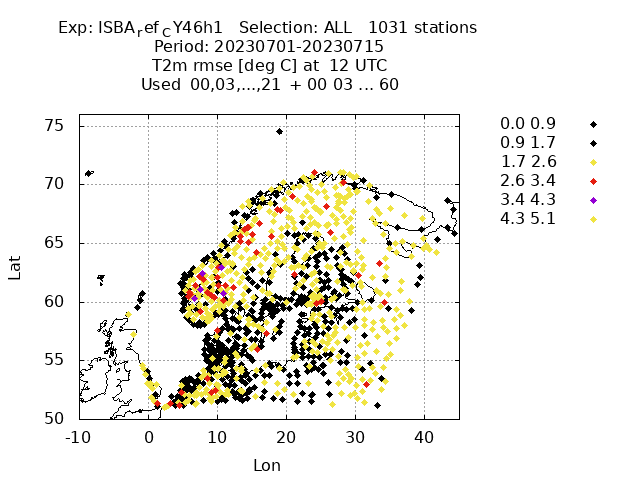 Exp: ISBArefCY46h1 Selection: ALL 1031 stations
Period: 20230701-20230715
T2m rmse [deg C] at 12 UTC
Used 00,03,...,21 + 00 03 ... 60
75
70
65
60
55
50
Lat
-10 0 10 20 30 40
Lon
0.0 0.9
0.9 1.7
1.7 2.6
2.6 3.4
3.4 4.3
4.3 5.1